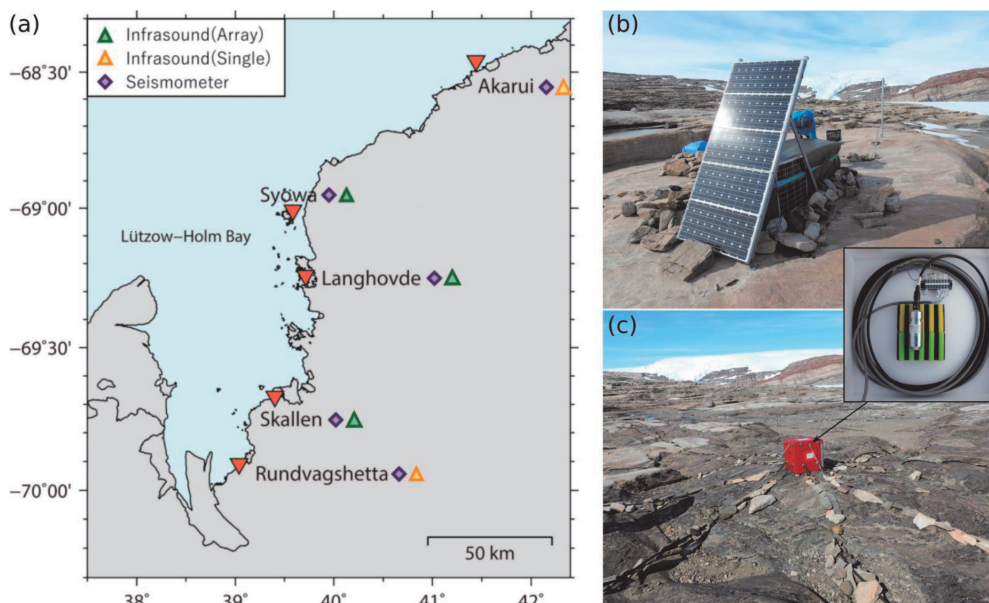 (a)
Infrasound(Array)
Infrasound(Single)
Seismometer
Akarui
Syowa
Lützow–Holm Bay
Langhovde
Skallen
Rundvagshetta
50 km
−68°30'
−69°00'
−69°30'
−70°00'
38°
39°
40°
41°
42°
(b)
(c)